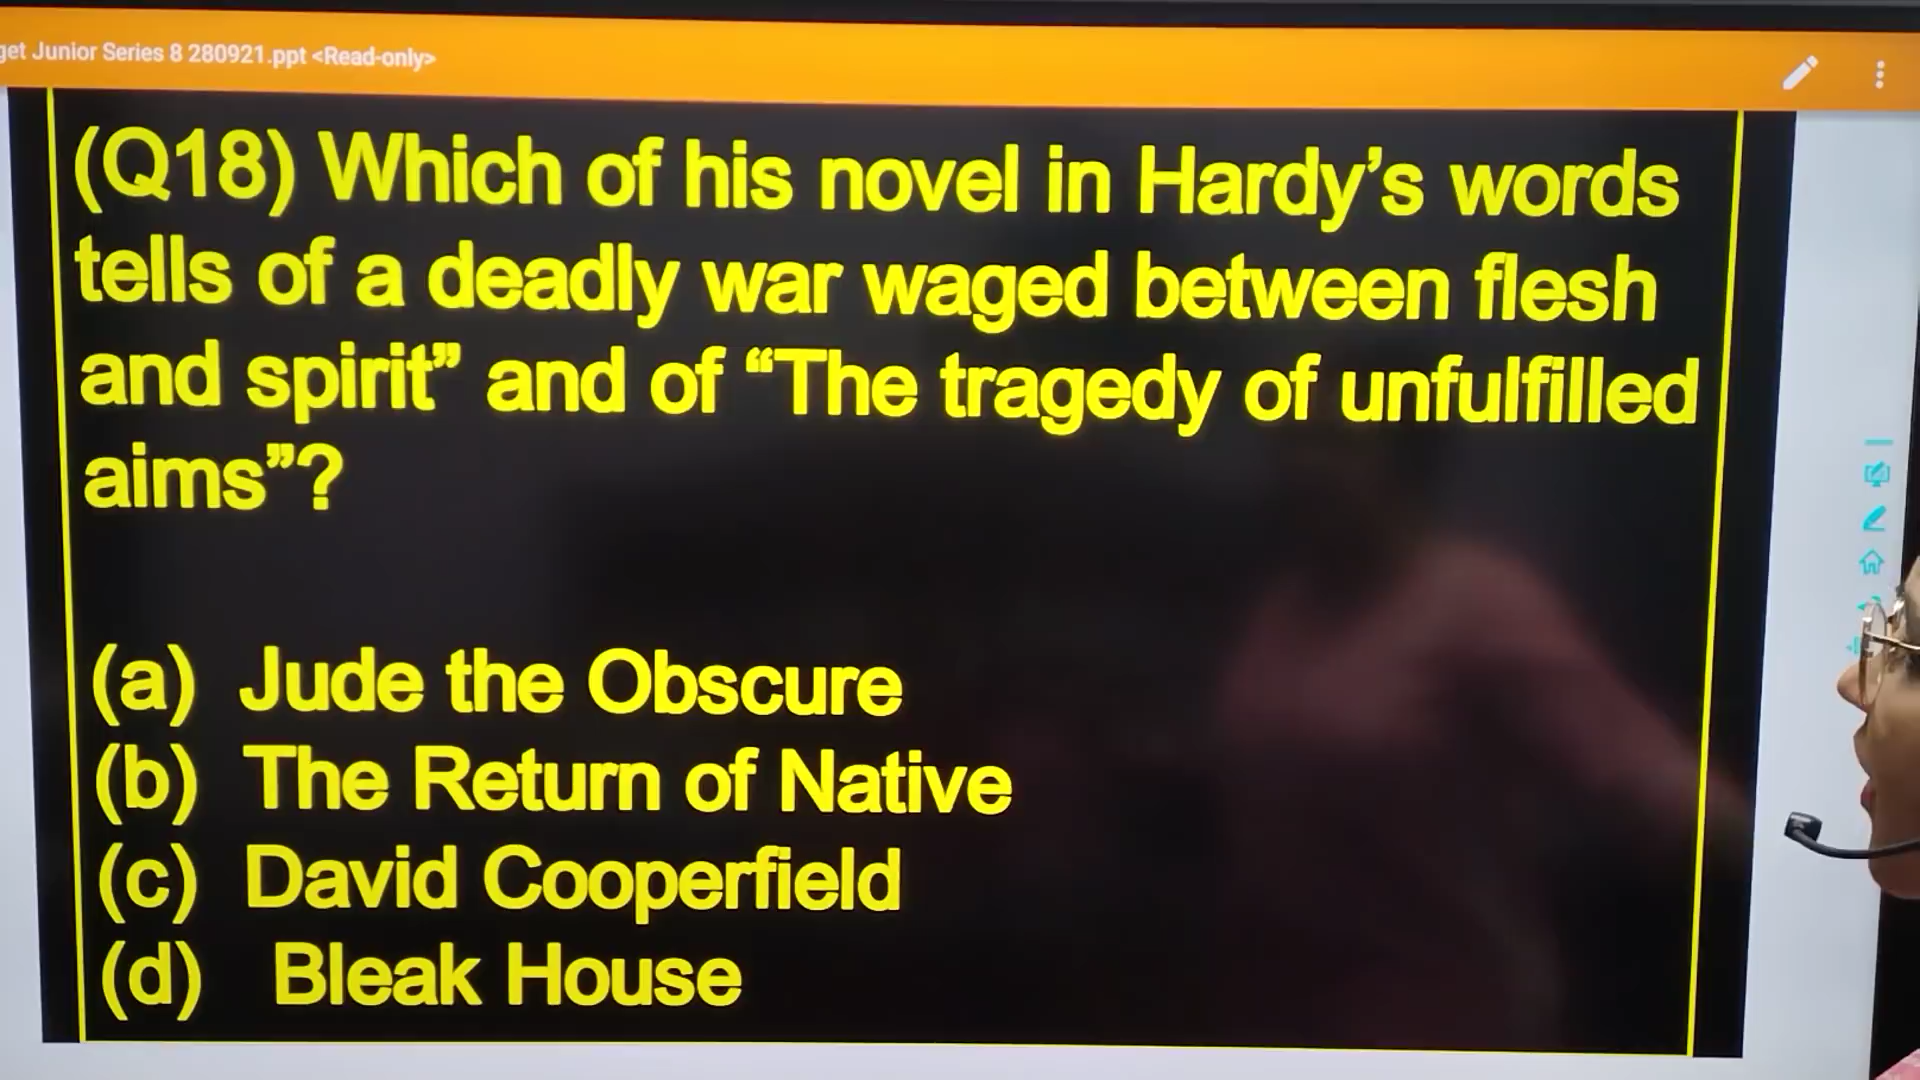 get Junior Series 8 280921.ppt <Read-only>
(Q18) Which of his novel in Hardy's words
tells of a deadly war waged between flesh
and spirit” and of “The tragedy of unfulfilled
aims”?
(a) Jude the Obscure
(b) The Return of Native
(c) David Cooperfield
(d) Bleak House